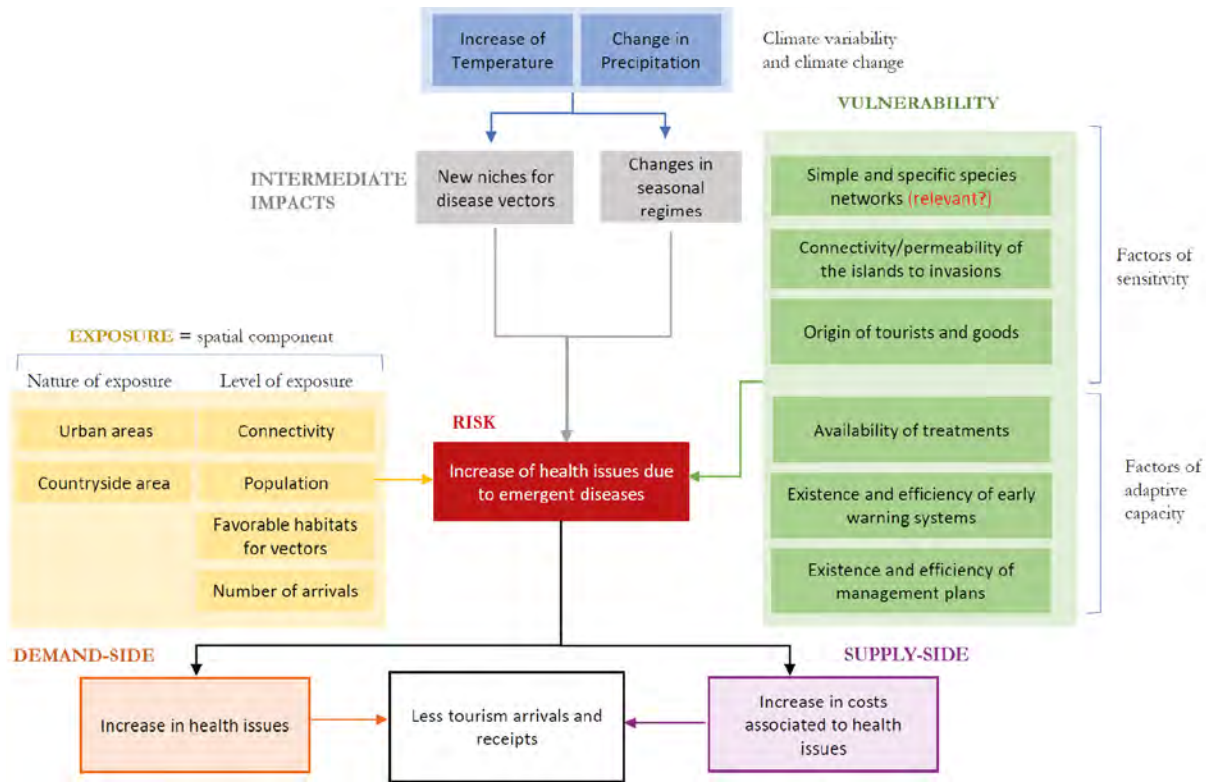 Increase of
Temperature
Change in
Precipitation
Climate variability
and climate change
VULNERABILITY
INTERMEDIATE
IMPACTS
New niches for
disease vectors
Changes in
seasonal
regimes
Simple and specific species
networks (relevant?)
Connectivity/permeability of
the islands to invasions
Origin of tourists and goods
Factors of
sensitivity
EXPOSURE = spatial component
Nature of exposure
Level of exposure
Urban areas
Connectivity
Countryside area
Population
Favorable habitats
for vectors
Number of arrivals
RISK
Increase of health issues due
to emergent diseases
Availability of treatments
Existence and efficiency of early
warning systems
Existence and efficiency of
management plans
Factors of
adaptive
capacity
DEMAND-SIDE
SUPPLY-SIDE
Increase in health issues
Less tourism arrivals and
receipts
Increase in costs
associated to health
issues